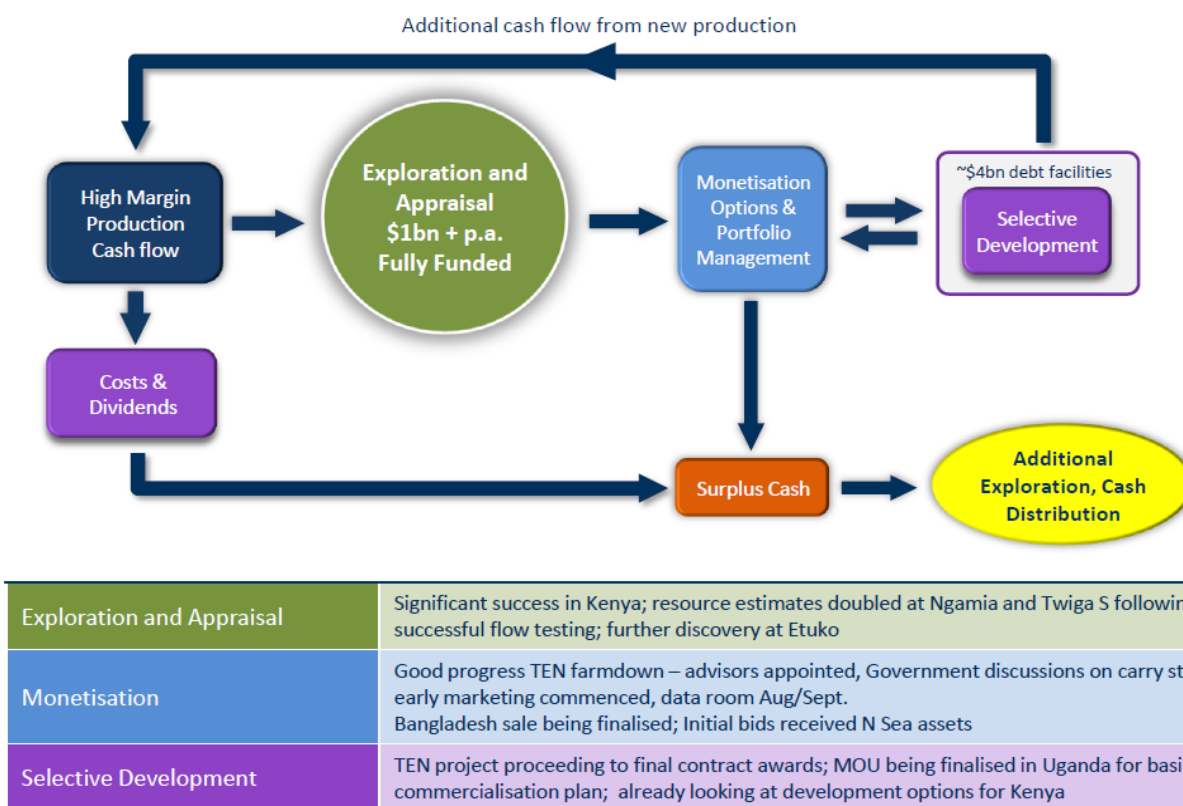 Additional cash flow from new production
High Margin
Production
Cash flow
Exploration and
Appraisal
$1bn + p.a.
Fully Funded
Monetisation
Options &
Portfolio
Management
~$4bn debt facilities
Selective
Development
Costs &
Dividends
Surplus Cash
Additional
Exploration, Cash
Distribution
Exploration and Appraisal
Significant success in Kenya; resource estimates doubled at Ngamia and Twiga S
successful flow testing; further discovery at Etuko
Monetisation
Good progress TEN farmdown – advisors appointed, Government discussions on carry
early marketing commenced, data room Aug/Sept.
Bangladesh sale being finalised; Initial bids received N Sea assets
Selective Development
TEN project proceeding to final contract awards; MOU being finalised in Uganda for
commercialisation plan; already looking at development options for Kenya